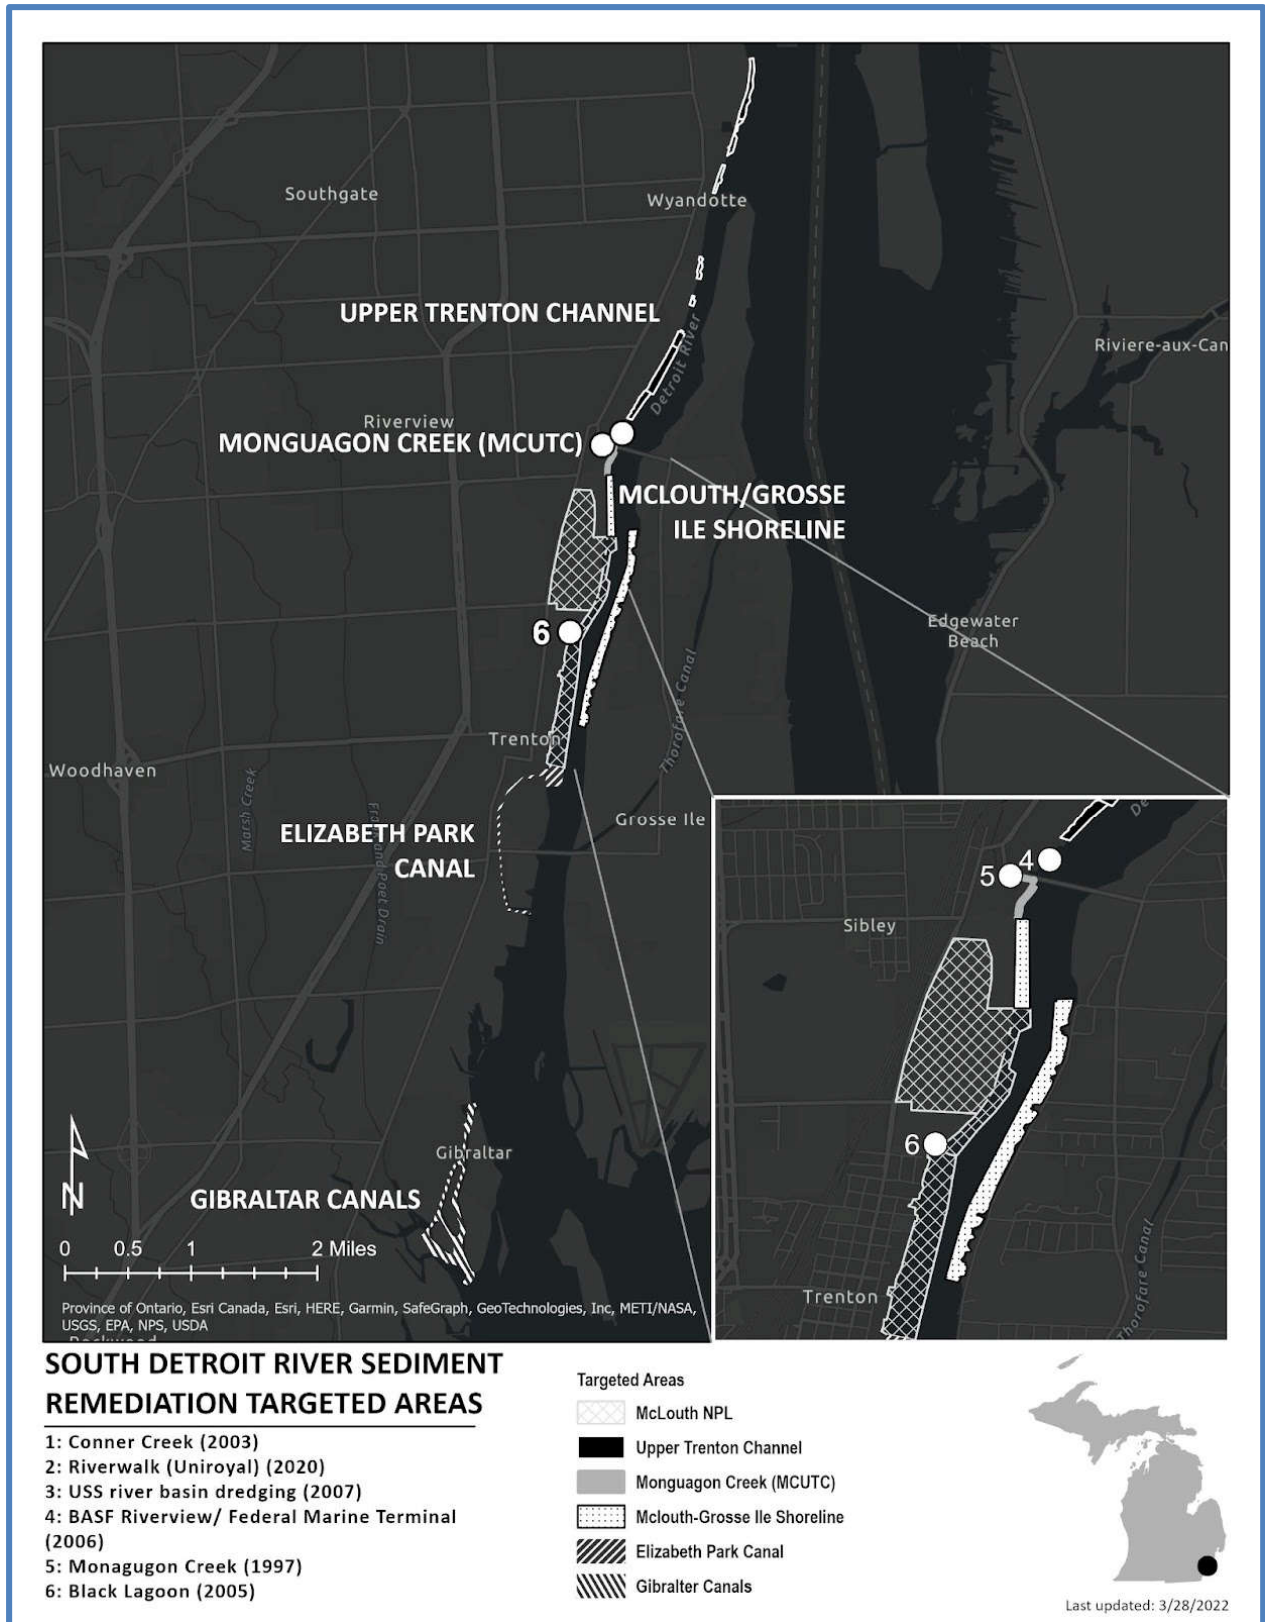 Southgate
Wyandotte
UPPER TRENTON CHANNEL
Detroit River
Riviere-aux-Can
Riverview
MONGUAGON CREEK (MCUTC)
MCLOUTH/GROSSE
ILE SHORELINE
6
Edgewater
Beach
Thorofare Canal
Trenton
Woodhaven
Marsh Creek
Frank and Poet Drain
Grosse Ile
ELIZABETH PARK
CANAL
De
4
5
Sibley
6
Trenton
Thorofare Canal
Gibraltar
GIBRALTAR CANALS
N
0 0.5 1 2 Miles
Province of Ontario, Esri Canada, Esri, HERE, Garmin, SafeGraph, GeoTechnologies, Inc, METI/NASA,
USGS, EPA, NPS, USDA
Rockwood
SOUTH DETROIT RIVER SEDIMENT
REMEDIATION TARGETED AREAS
1: Conner Creek (2003)
2: Riverwalk (Uniroyal) (2020)
3: USS river basin dredging (2007)
4: BASF Riverview/ Federal Marine Terminal
(2006)
5: Monagugon Creek (1997)
6: Black Lagoon (2005)
Targeted Areas
McLouth NPL
Upper Trenton Channel
Monguagon Creek (MCUTC)
Mclouth-Grosse Ile Shoreline
Elizabeth Park Canal
Gibralter Canals
Last updated: 3/28/2022